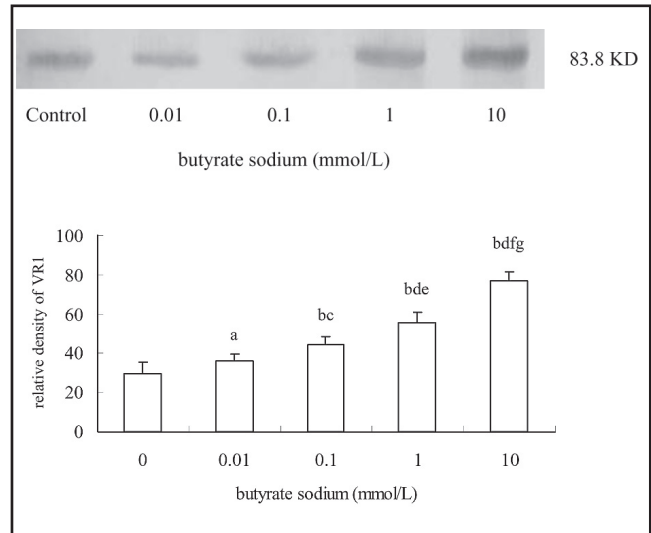 83.8 KD
Control 0.01 0.1 1 10
butyrate sodium (mmol/L)
relative density of VR1
100
80
60
40
20
0
a
bc
bde
bdfg
0 0.01 0.1 1 10
butyrate sodium (mmol/L)